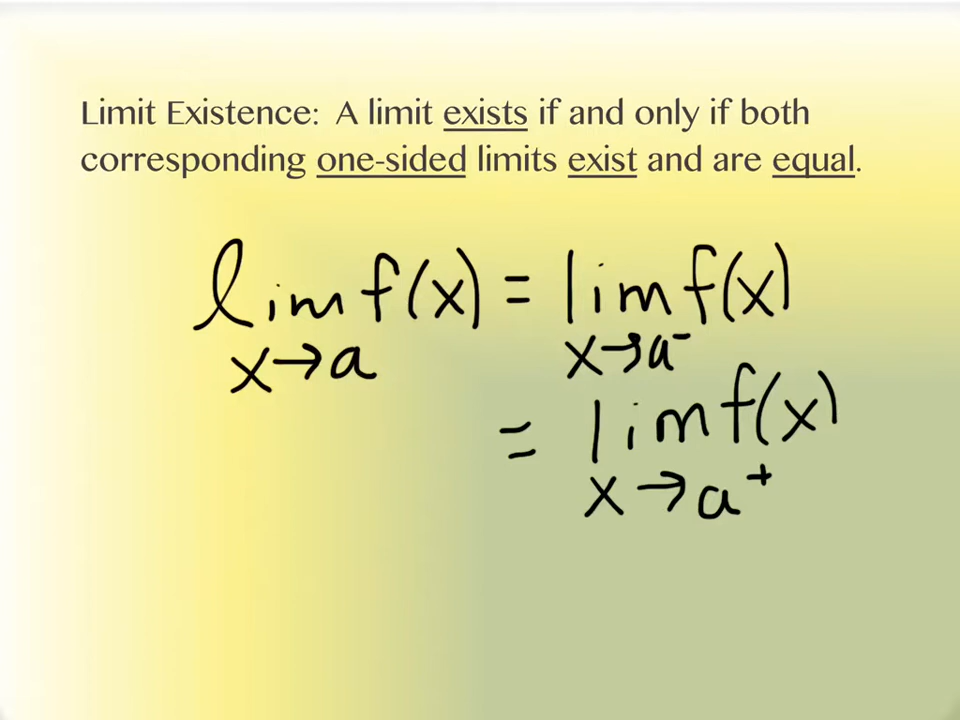 Limit Existence: A limit exists if and only if both
corresponding one-sided limits exist and are equal.
lim f(x) = lim f(x)
x→a x→a⁻
= lim f(x)
x→a⁺